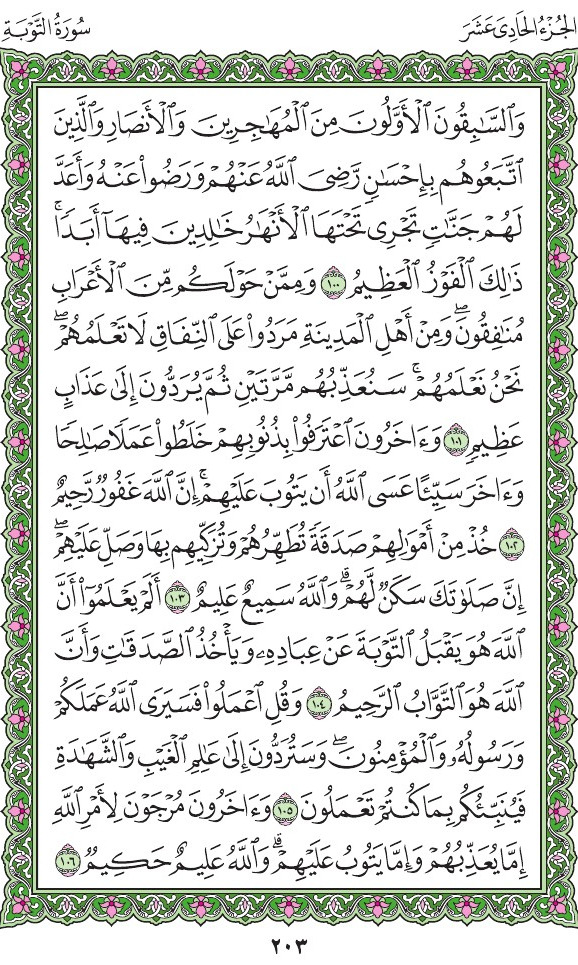 الجُزْءُ الحَادِي عَشَرَ
سُورَةُ التَّوْبَةِ
وَٱلسَّٰبِقُونَ ٱلْأَوَّلُونَ مِنَ ٱلْمُهَٰجِرِينَ وَٱلْأَنصَارِ وَٱلَّذِينَ
ٱتَّبَعُوهُم بِإِحْسَٰنٍ رَّضِىَ ٱللَّهُ عَنْهُمْ وَرَضُوا۟ عَنْهُ وَأَعَدَّ
لَهُمْ جَنَّٰتٍ تَجْرِى تَحْتَهَا ٱلْأَنْهَٰرُ خَٰلِدِينَ فِيهَآ أَبَدًا ۚ
ذَٰلِكَ ٱلْفَوْزُ ٱلْعَظِيمُ ١٠٠ وَمِمَّنْ حَوْلَكُم مِّنَ ٱلْأَعْرَابِ
مُنَٰفِقُونَ ۖ وَمِنْ أَهْلِ ٱلْمَدِينَةِ مَرَدُوا۟ عَلَى ٱلنِّفَاقِ لَا تَعْلَمُهُمْ ۖ
نَحْنُ نَعْلَمُهُمْ ۚ سَنُعَذِّبُهُم مَّرَّتَيْنِ ثُمَّ يُرَدُّونَ إِلَىٰ عَذَابٍ
عَظِيمٍ ١٠١ وَءَاخَرُونَ ٱعْتَرَفُوا۟ بِذُنُوبِهِمْ خَلَطُوا۟ عَمَلًا صَٰلِحًا
وَءَاخَرَ سَيِّئًا عَسَى ٱللَّهُ أَن يَتُوبَ عَلَيْهِمْ ۚ إِنَّ ٱللَّهَ غَفُورٌ رَّحِيمٌ
١٠٢ خُذْ مِنْ أَمْوَٰلِهِمْ صَدَقَةً تُطَهِّرُهُمْ وَتُزَكِّيهِم بِهَا وَصَلِّ عَلَيْهِمْ ۖ
إِنَّ صَلَوٰتَكَ سَكَنٌ لَّهُمْ ۗ وَٱللَّهُ سَمِيعٌ عَلِيمٌ ١٠٣ أَلَمْ يَعْلَمُوٓا۟ أَنَّ
ٱللَّهَ هُوَ يَقْبَلُ ٱلتَّوْبَةَ عَنْ عِبَادِهِۦ وَيَأْخُذُ ٱلصَّدَقَٰتِ وَأَنَّ
ٱللَّهَ هُوَ ٱلتَّوَّابُ ٱلرَّحِيمُ ١٠٤ وَقُلِ ٱعْمَلُوا۟ فَسَيَرَى ٱللَّهُ عَمَلَكُمْ
وَرَسُولُهُۥ وَٱلْمُؤْمِنُونَ ۖ وَسَتُرَدُّونَ إِلَىٰ عَٰلِمِ ٱلْغَيْبِ وَٱلشَّهَٰدَةِ
فَيُنَبِّئُكُم بِمَا كُنتُمْ تَعْمَلُونَ ١٠٥ وَءَاخَرُونَ مُرْجَوْنَ لِأَمْرِ ٱللَّهِ
إِمَّا يُعَذِّبُهُمْ وَإِمَّا يَتُوبُ عَلَيْهِمْ ۗ وَٱللَّهُ عَلِيمٌ حَكِيمٌ ١٠٦
٢٠٣